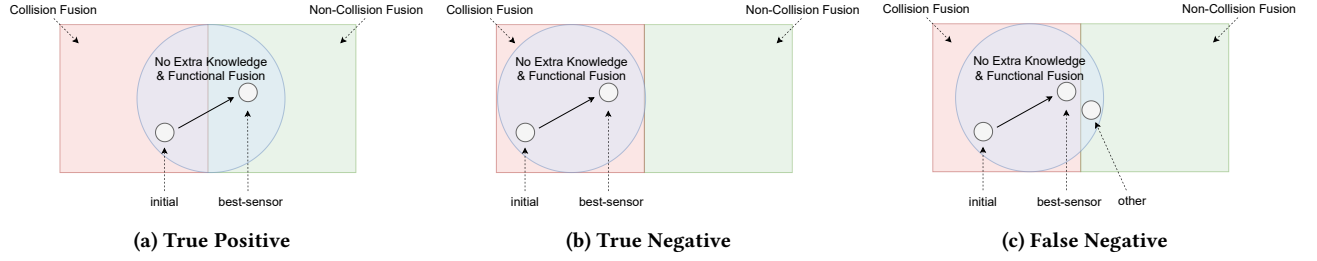 Collision Fusion
Non-Collision Fusion
No Extra Knowledge
& Functional Fusion
initial
best-sensor
(a) True Positive
Collision Fusion
Non-Collision Fusion
No Extra Knowledge
& Functional Fusion
initial
best-sensor
(b) True Negative
Collision Fusion
Non-Collision Fusion
No Extra Knowledge
& Functional Fusion
initial
best-sensor
other
(c) False Negative